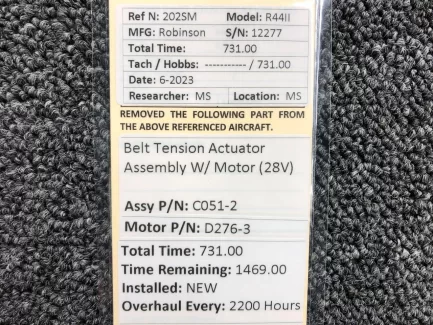 Ref N: 202SM Model: R44II
MFG: Robinson S/N: 12277
Total Time: 731.00
Tach / Hobbs: ----------- / 731.00
Date: 6-2023
Researcher: MS Location: MS
REMOVED THE FOLLOWING PART FROM
THE ABOVE REFERENCED AIRCRAFT.
Belt Tension Actuator
Assembly W/ Motor (28V)
Assy P/N: C051-2
Motor P/N: D276-3
Total Time: 731.00
Time Remaining: 1469.00
Installed: NEW
Overhaul Every: 2200 Hours